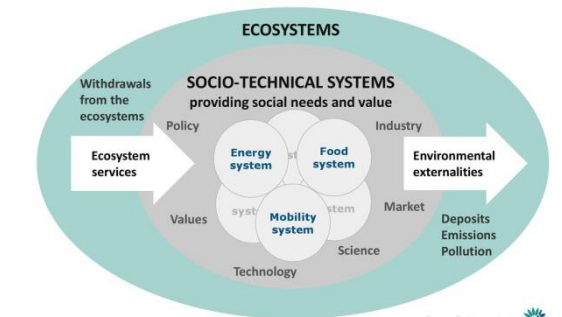 ECOSYSTEMS
Withdrawals
from the
ecosystems
SOCIO-TECHNICAL SYSTEMS
providing social needs and value
Policy
Industry
Ecosystem
services
Energy
system
Food
system
Environmental
externalities
Values
Mobility
system
Market
Science
Technology
Deposits
Emissions
Pollution